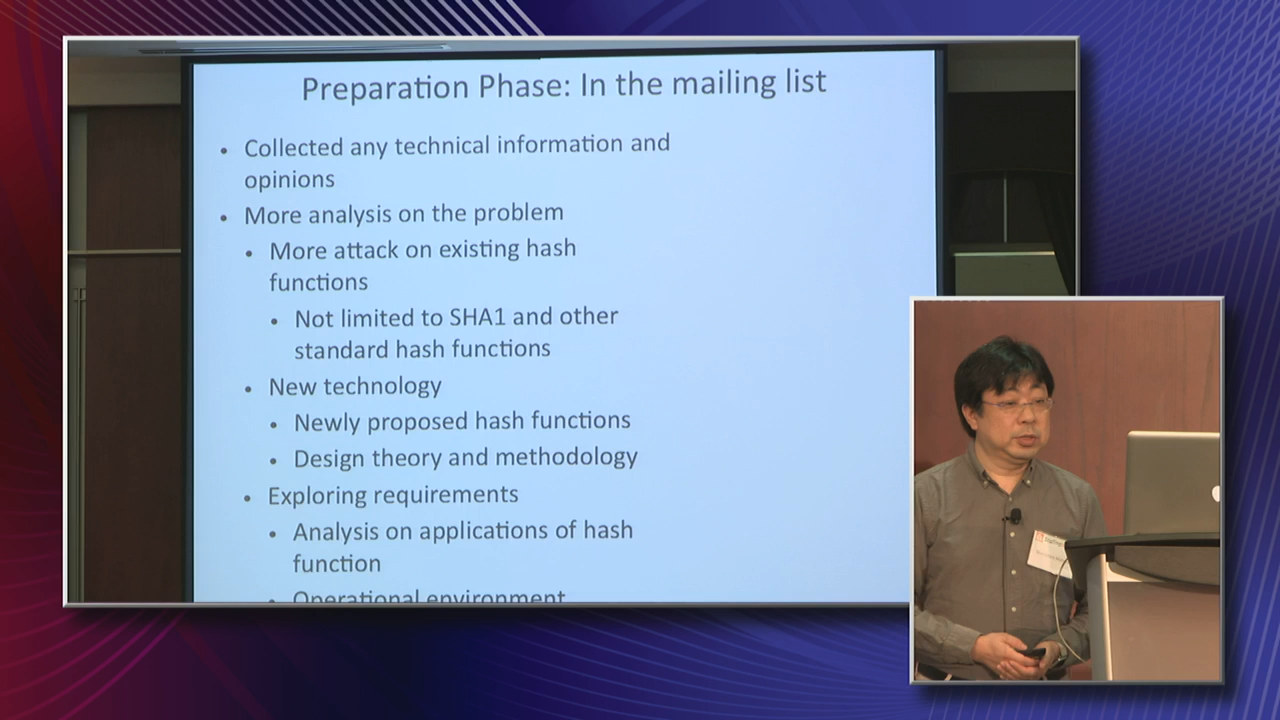 Preparation Phase: In the mailing list
• Collected any technical information and
opinions
• More analysis on the problem
• More attack on existing hash
functions
• Not limited to SHA1 and other
standard hash functions
• New technology
• Newly proposed hash functions
• Design theory and methodology
• Exploring requirements
• Analysis on applications of hash
function
• Operational environment